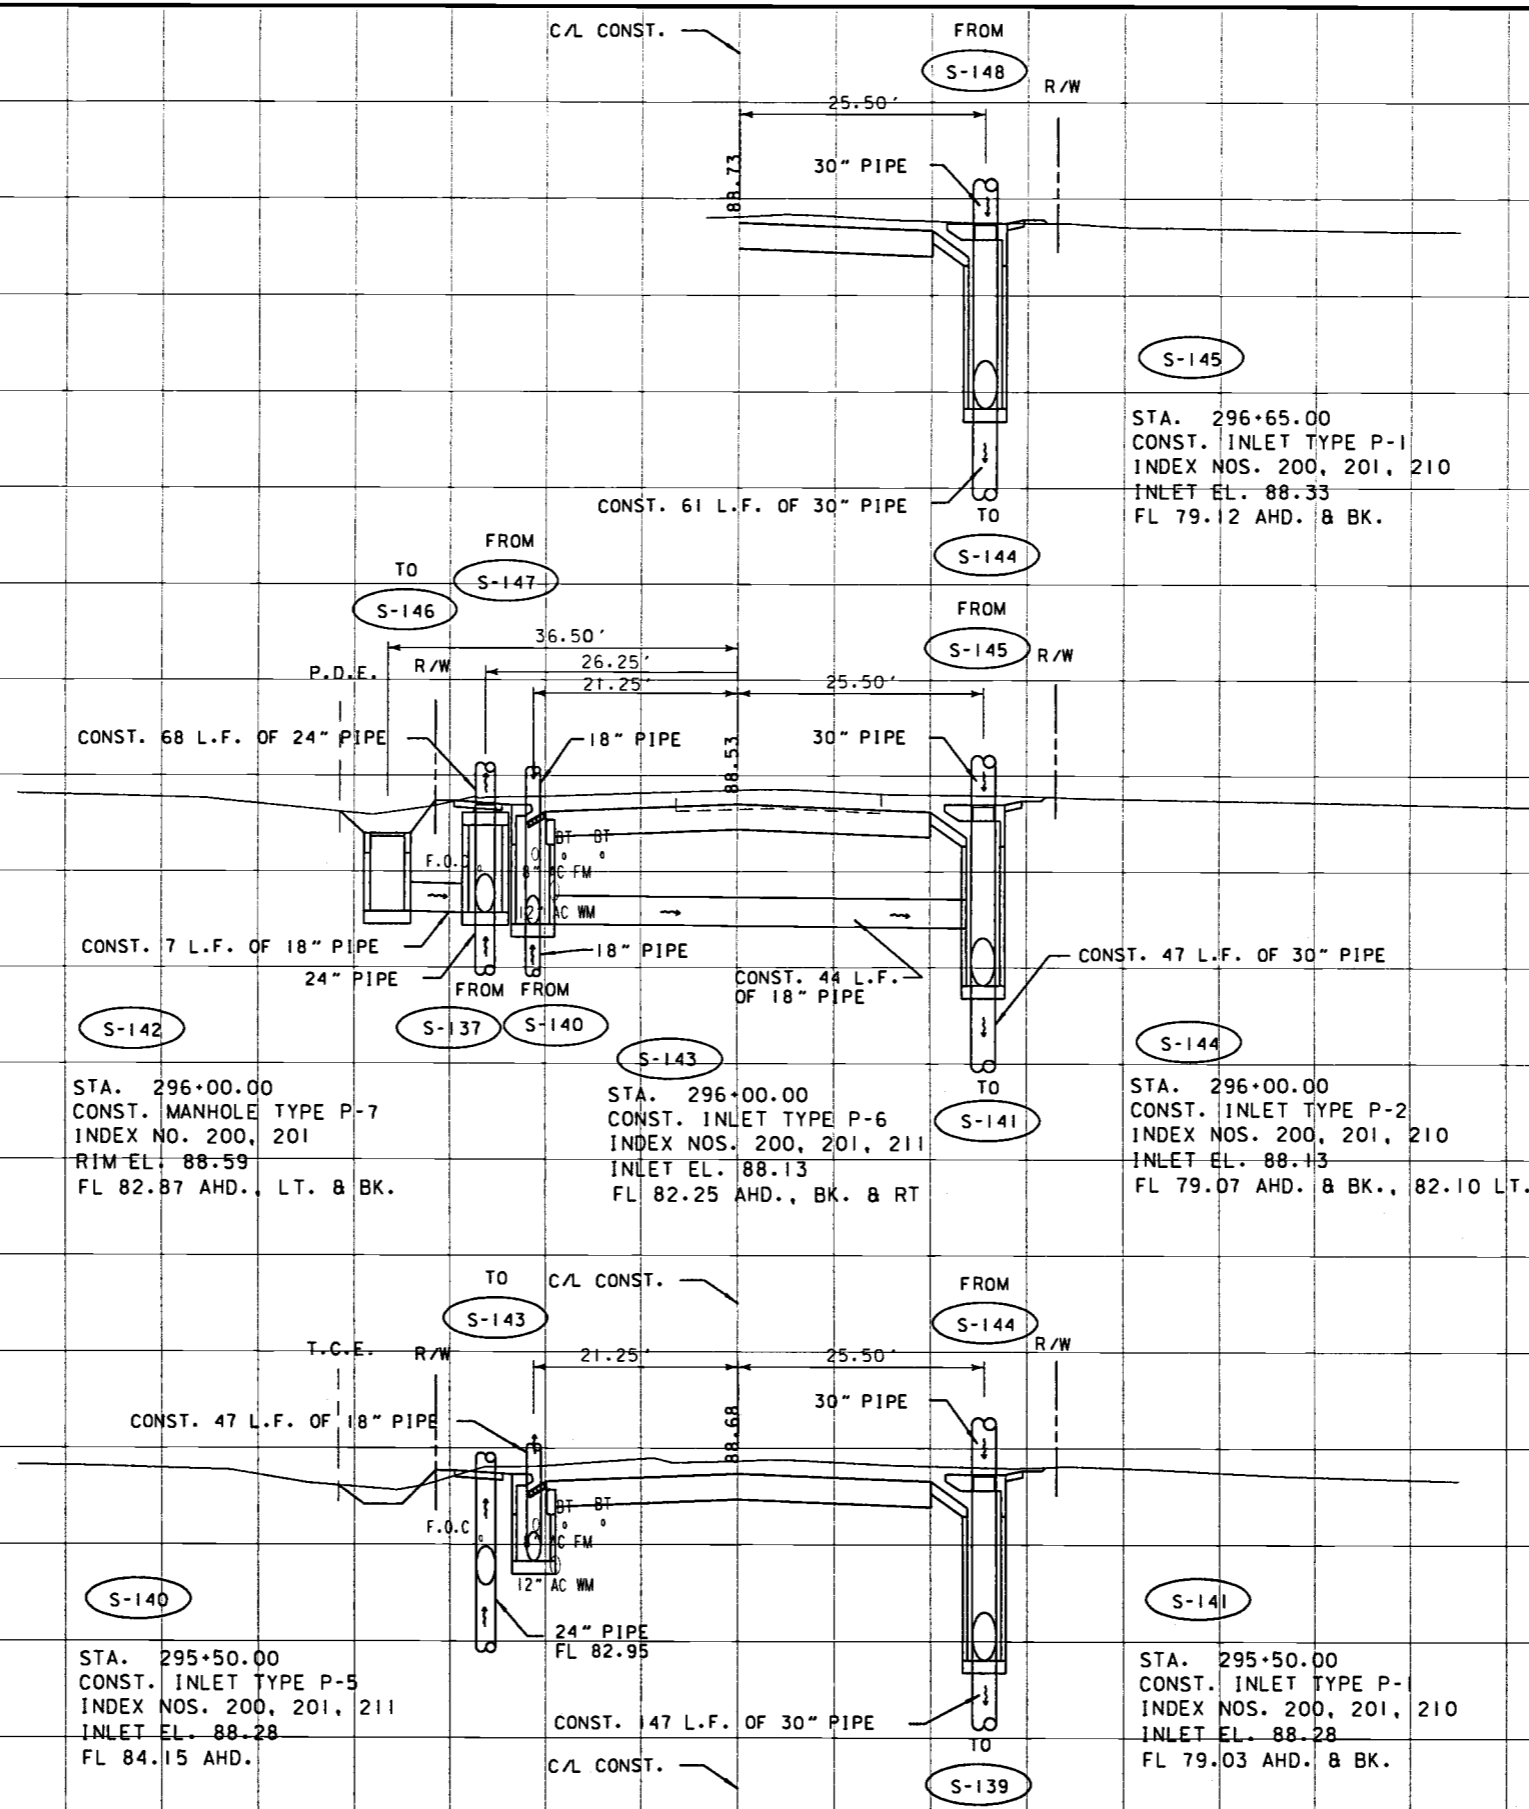 C/L CONST.
FROM
S-148
R/W
25.50'
88.73
30" PIPE
S-145
STA. 296+65.00
CONST. INLET TYPE P-1
INDEX NOS. 200, 201, 210
INLET EL. 88.33
FL 79.12 AHD. & BK.
CONST. 61 L.F. OF 30" PIPE
TO
S-144
FROM
S-147
TO
S-146
FROM
S-145
R/W
36.50'
P.D.E.
R/W
26.25'
21.25'
25.50'
CONST. 68 L.F. OF 24" PIPE
18" PIPE
88.53
30" PIPE
BT BT
F.O.C
8" AC FM
12" AC WM
CONST. 7 L.F. OF 18" PIPE
18" PIPE
24" PIPE
CONST. 44 L.F.
OF 18" PIPE
CONST. 47 L.F. OF 30" PIPE
FROM FROM
S-142
S-137
S-140
S-143
S-144
STA. 296+00.00
CONST. MANHOLE TYPE P-7
INDEX NO. 200, 201
RIM EL. 88.59
FL 82.87 AHD., LT. & BK.
STA. 296+00.00
CONST. INLET TYPE P-6
INDEX NOS. 200, 201, 211
INLET EL. 88.13
FL 82.25 AHD., BK. & RT
TO
S-141
STA. 296+00.00
CONST. INLET TYPE P-2
INDEX NOS. 200, 201, 210
INLET EL. 88.13
FL 79.07 AHD. & BK., 82.10 LT.
TO
S-143
C/L CONST.
FROM
S-144
R/W
T.C.E.
R/W
21.25'
25.50'
CONST. 47 L.F. OF 18" PIPE
88.68
30" PIPE
BT BT
F.O.C
AC FM
12" AC WM
S-140
24" PIPE
FL 82.95
S-141
STA. 295+50.00
CONST. INLET TYPE P-5
INDEX NOS. 200, 201, 211
INLET EL. 88.28
FL 84.15 AHD.
CONST. 147 L.F. OF 30" PIPE
STA. 295+50.00
CONST. INLET TYPE P-1
INDEX NOS. 200, 201, 210
INLET EL. 88.28
FL 79.03 AHD. & BK.
C/L CONST.
TO
S-139